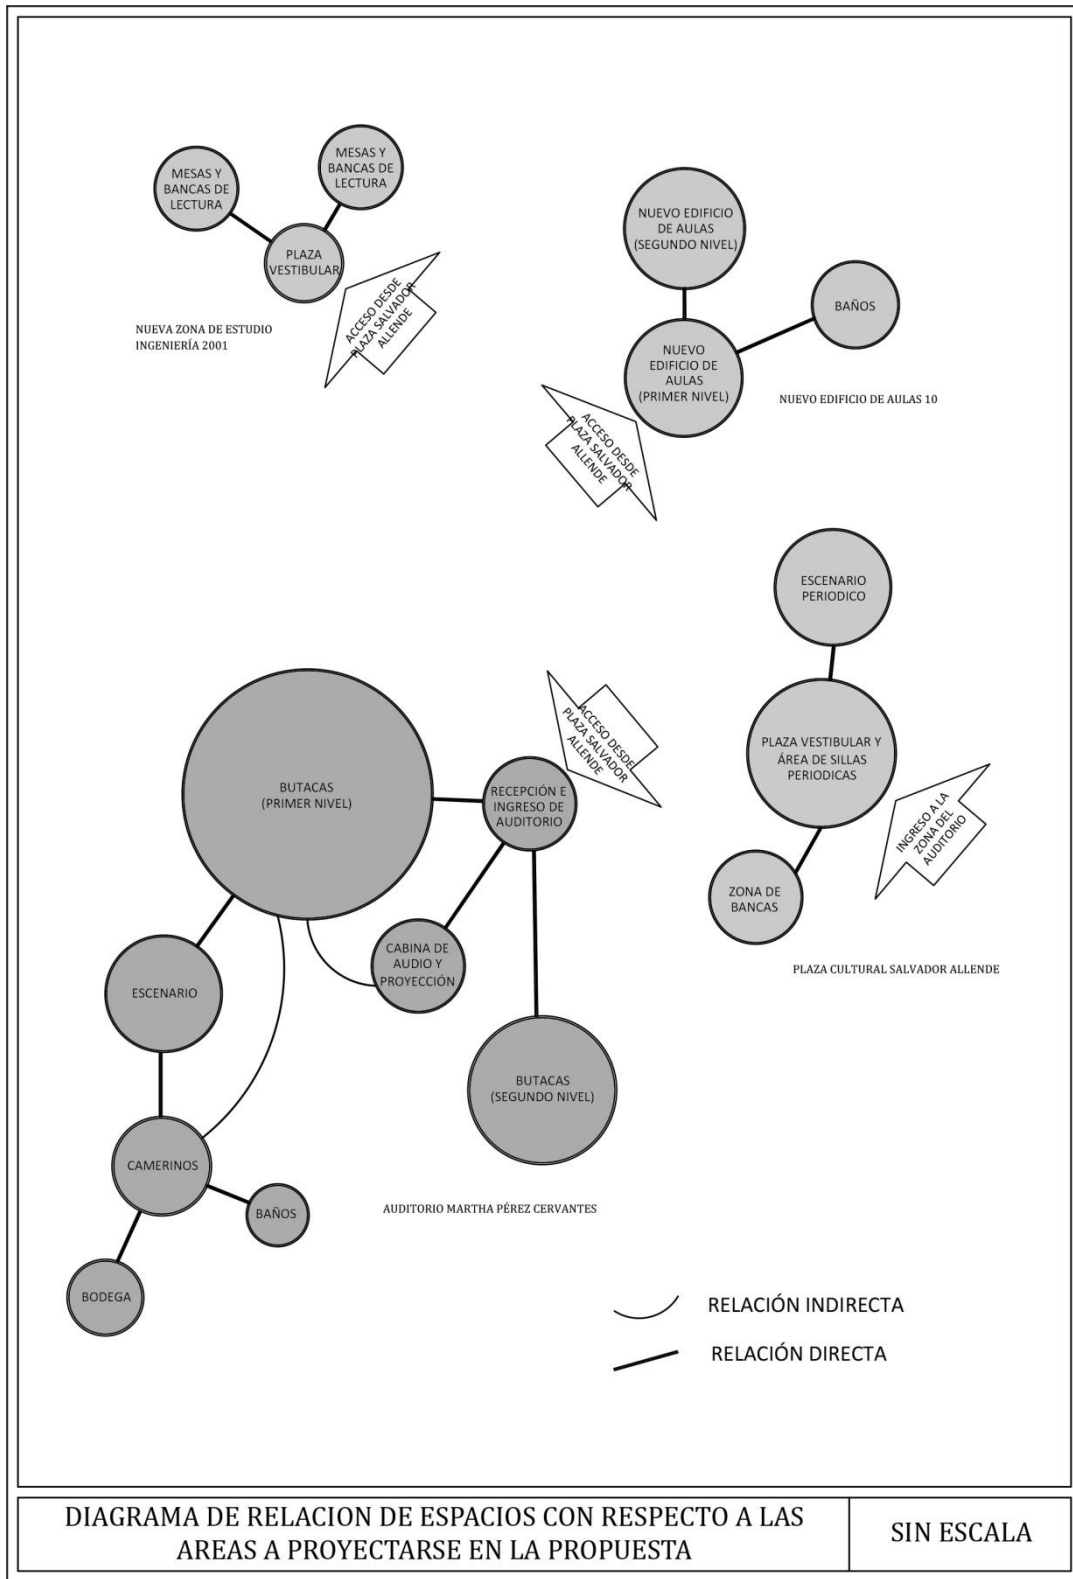 MESAS Y
BANCAS DE
LECTURA
MESAS Y
BANCAS DE
LECTURA
PLAZA
VESTIBULAR
ACCESO DESDE
PLAZA SALVADOR
ALLENDE
NUEVA ZONA DE ESTUDIO
INGENIERÍA 2001
NUEVO EDIFICIO
DE AULAS
(SEGUNDO NIVEL)
BAÑOS
NUEVO
EDIFICIO DE
AULAS
(PRIMER NIVEL)
ACCESO DESDE
PLAZA SALVADOR
ALLENDE
NUEVO EDIFICIO DE AULAS 10
ESCENARIO
PERIODICO
PLAZA VESTIBULAR Y
ÁREA DE SILLAS
PERIODICAS
INGRESO A LA
ZONA DEL
AUDITORIO
ZONA DE
BANCAS
PLAZA CULTURAL SALVADOR ALLENDE
ACCESO DESDE
PLAZA SALVADOR
ALLENDE
BUTACAS
(PRIMER NIVEL)
RECEPCIÓN E
INGRESO DE
AUDITORIO
CABINA DE
AUDIO Y
PROYECCIÓN
ESCENARIO
BUTACAS
(SEGUNDO NIVEL)
CAMERINOS
BAÑOS
BODEGA
AUDITORIO MARTHA PÉREZ CERVANTES
RELACIÓN INDIRECTA
RELACIÓN DIRECTA
DIAGRAMA DE RELACION DE ESPACIOS CON RESPECTO A LAS
AREAS A PROYECTARSE EN LA PROPUESTA
SIN ESCALA